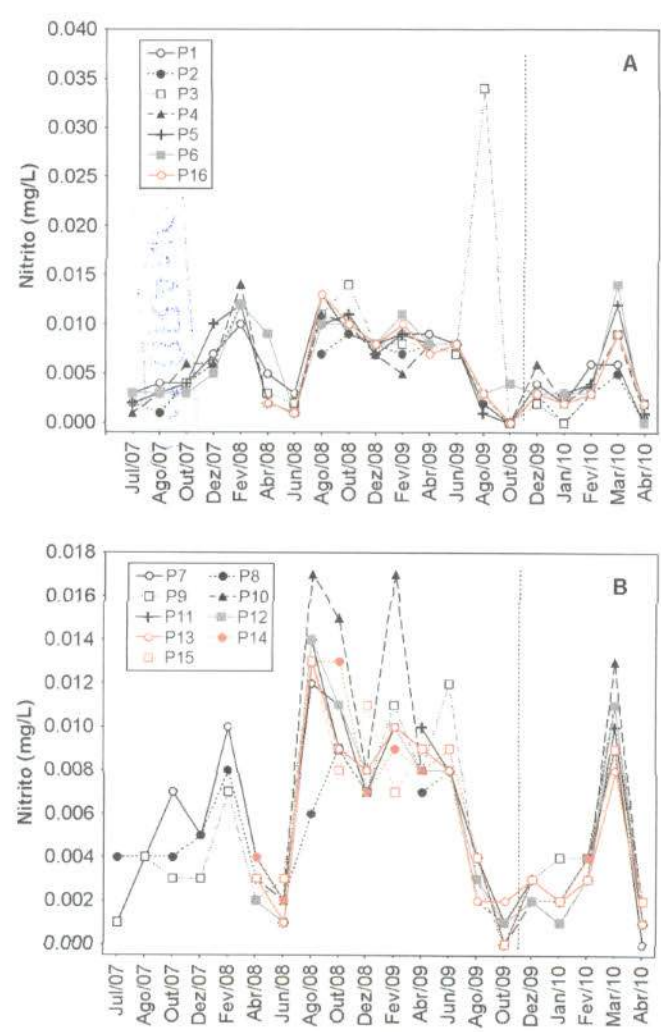 0.040
A
P1
P2
P3
P4
P5
P6
P16
0.035
0.030
0.025
0.020
0.015
0.010
0.005
0.000
Nitrito (mg/L)
Jul/07
Ago/07
Out/07
Dez/07
Fev/08
Abr/08
Jun/08
Ago/08
Out/08
Dez/08
Fev/09
Abr/09
Jun/09
Ago/09
Out/09
Dez/09
Jan/10
Fev/10
Mar/10
Abr/10
0.018
B
P7 P8
P9 P10
P11 P12
P13 P14
P15
0.016
0.014
0.012
0.010
0.008
0.006
0.004
0.002
0.000
Nitrito (mg/L)
Jul/07
Ago/07
Out/07
Dez/07
Fev/08
Abr/08
Jun/08
Ago/08
Out/08
Dez/08
Fev/09
Abr/09
Jun/09
Ago/09
Out/09
Dez/09
Jan/10
Fev/10
Mar/10
Abr/10